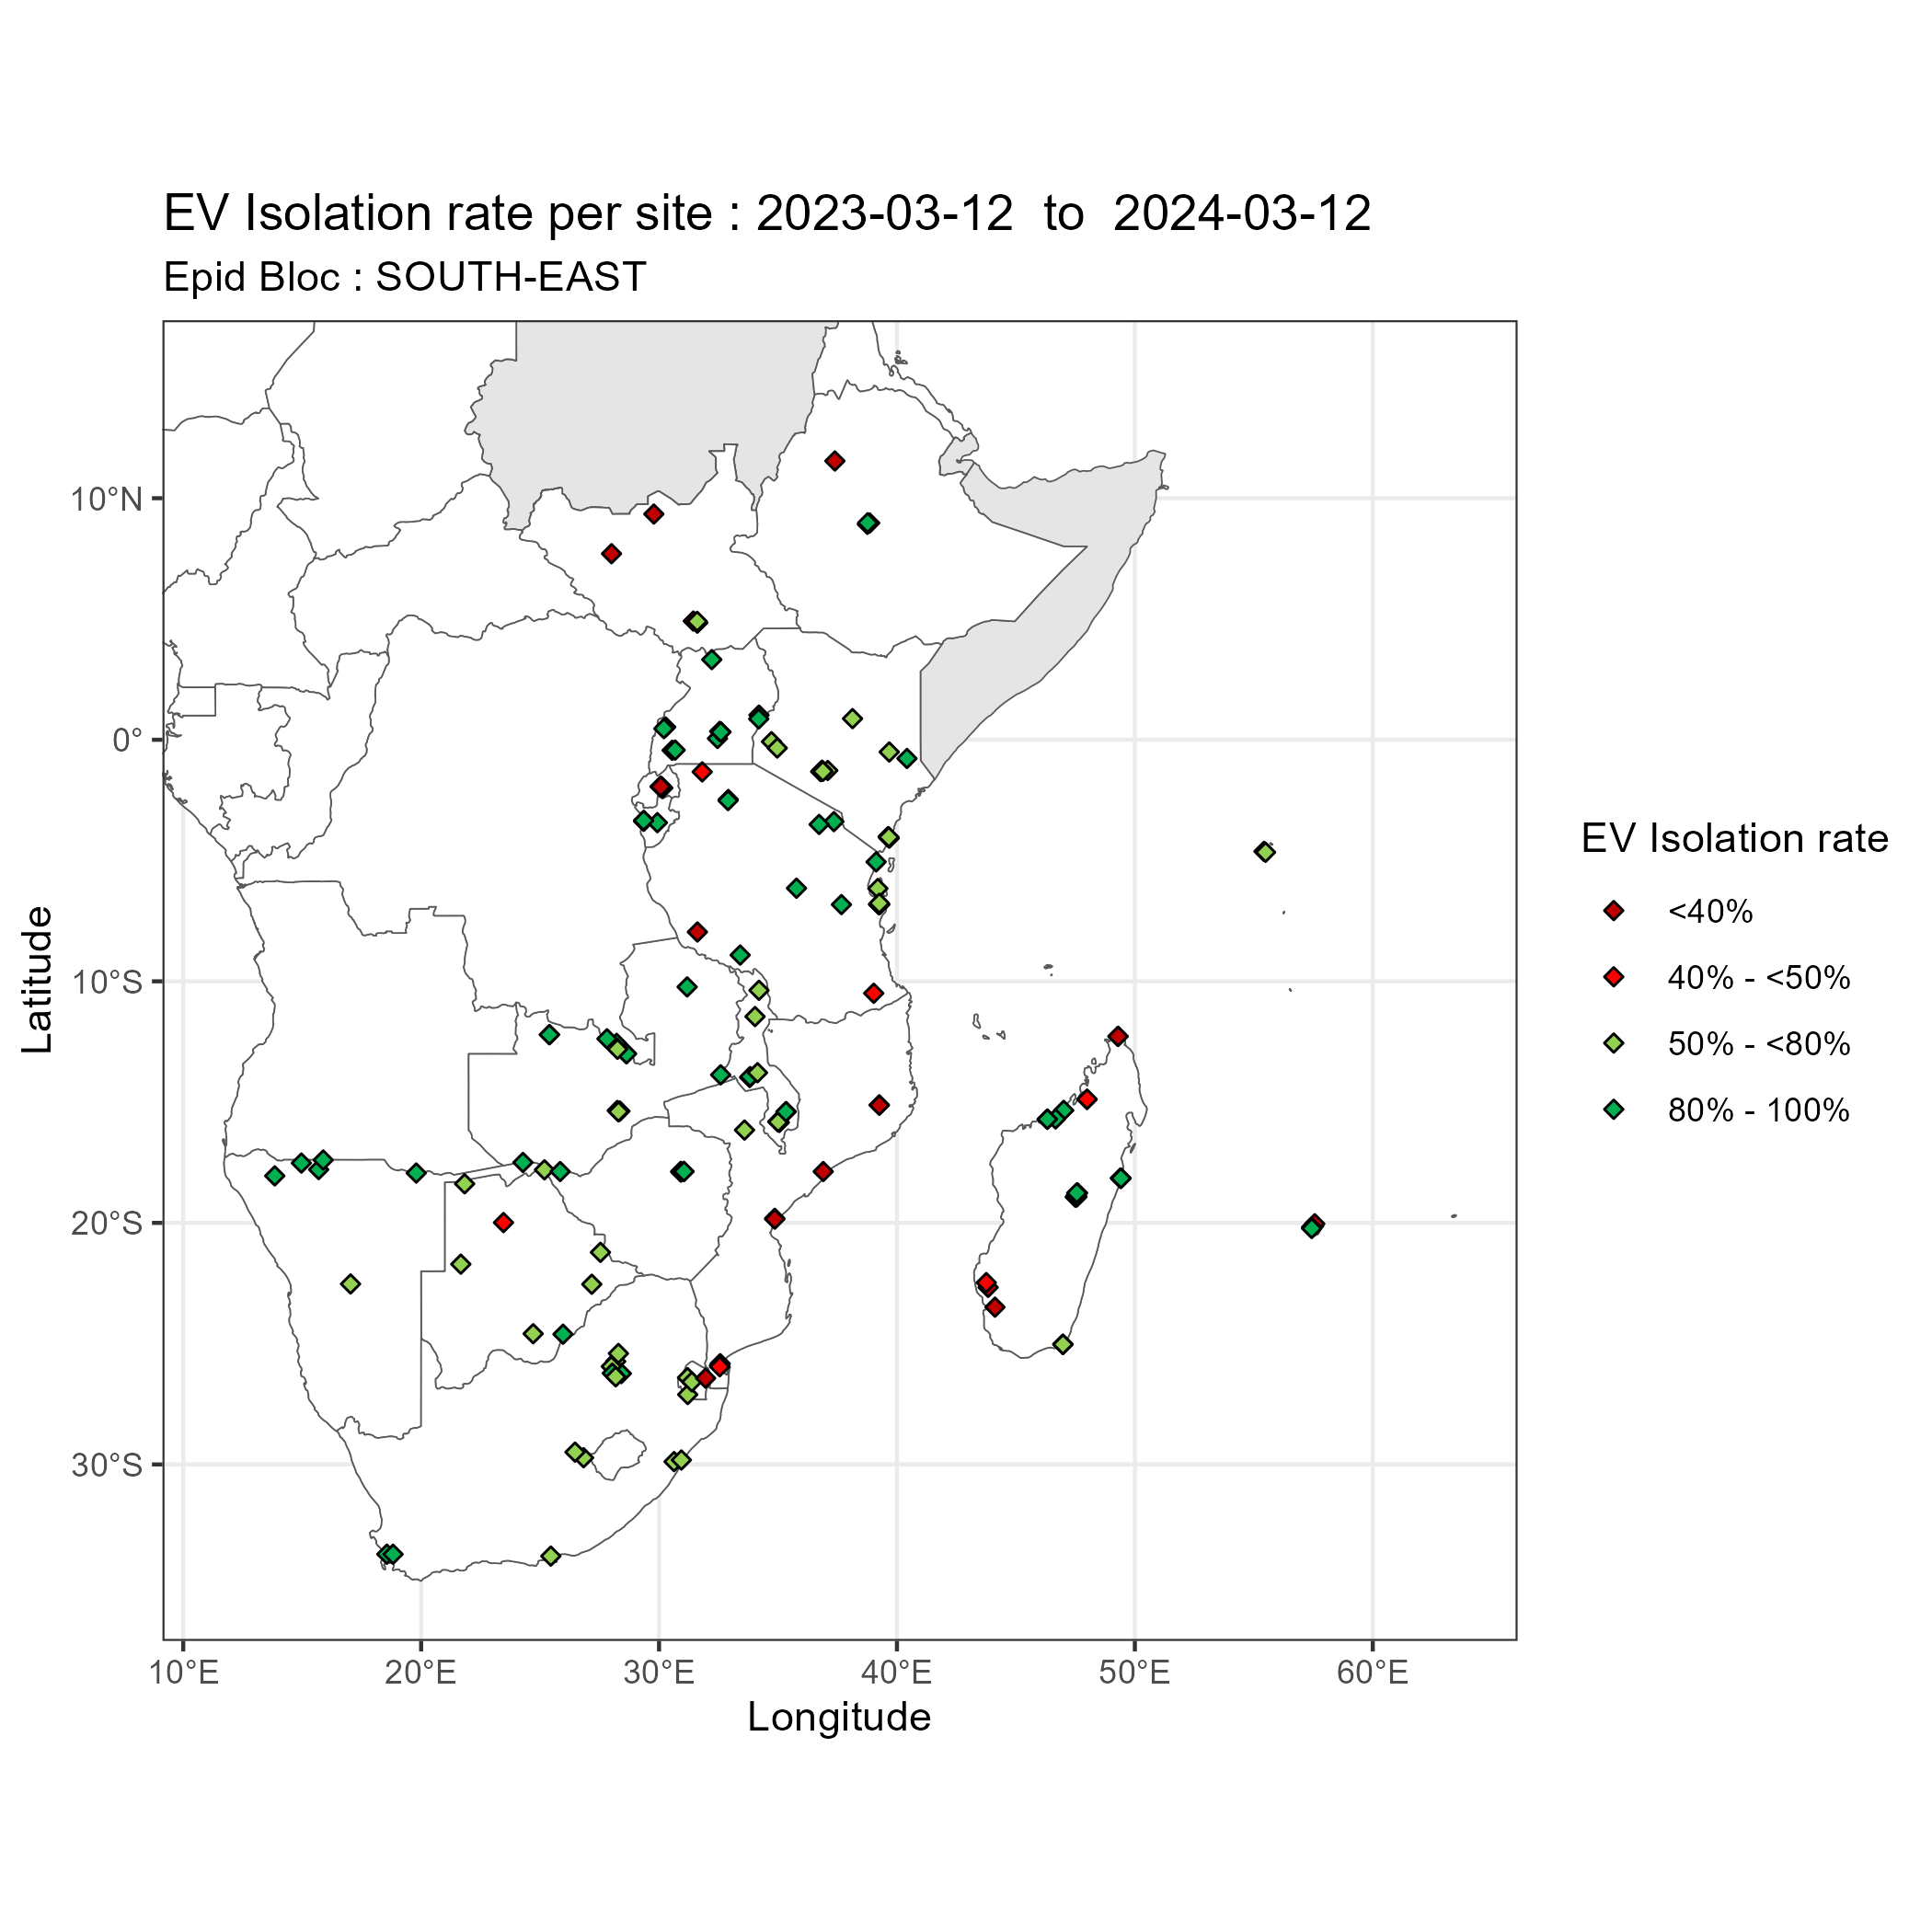 EV Isolation rate per site : 2023-03-12  to  2024-03-12
Epid Bloc : SOUTH-EAST
10°N
0°
10°S
20°S
30°S
Latitude
10°E
20°E
30°E
40°E
50°E
60°E
Longitude
EV Isolation rate
<40%
40% - <50%
50% - <80%
80% - 100%